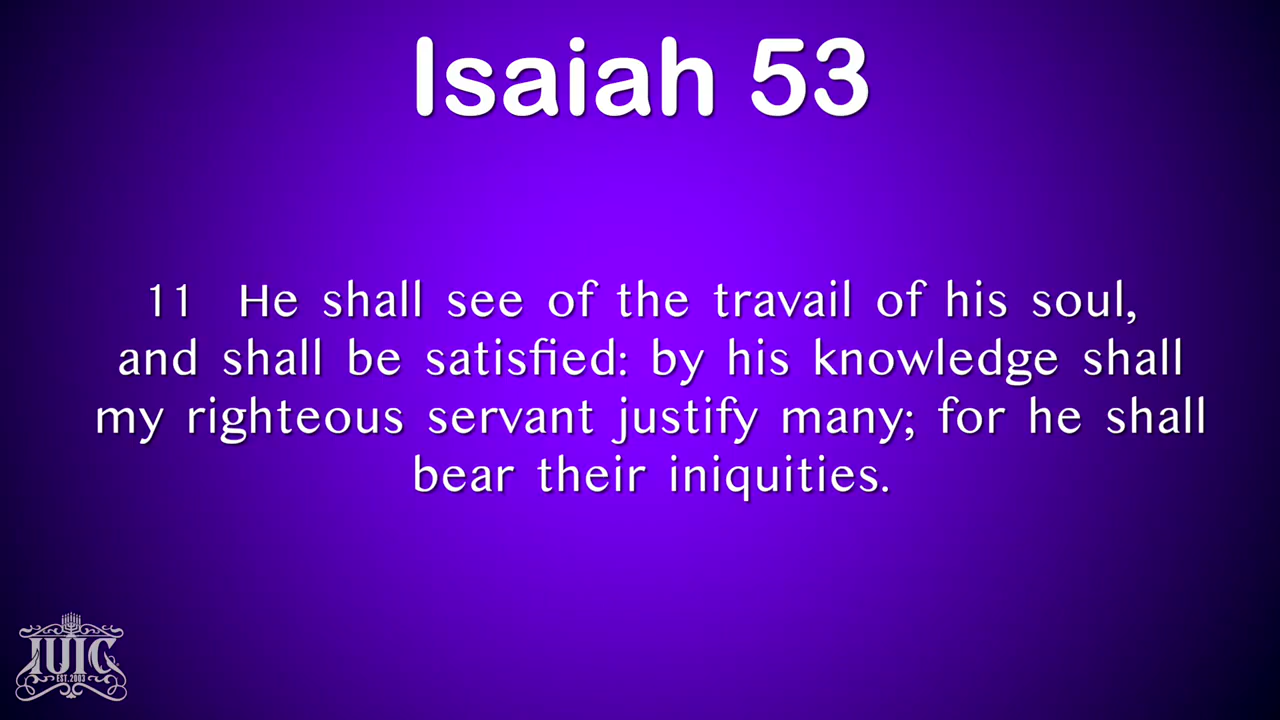 Isaiah 53
11 He shall see of the travail of his soul,
and shall be satisfied: by his knowledge shall
my righteous servant justify many; for he shall
bear their iniquities.
IUIC
EST. 2003